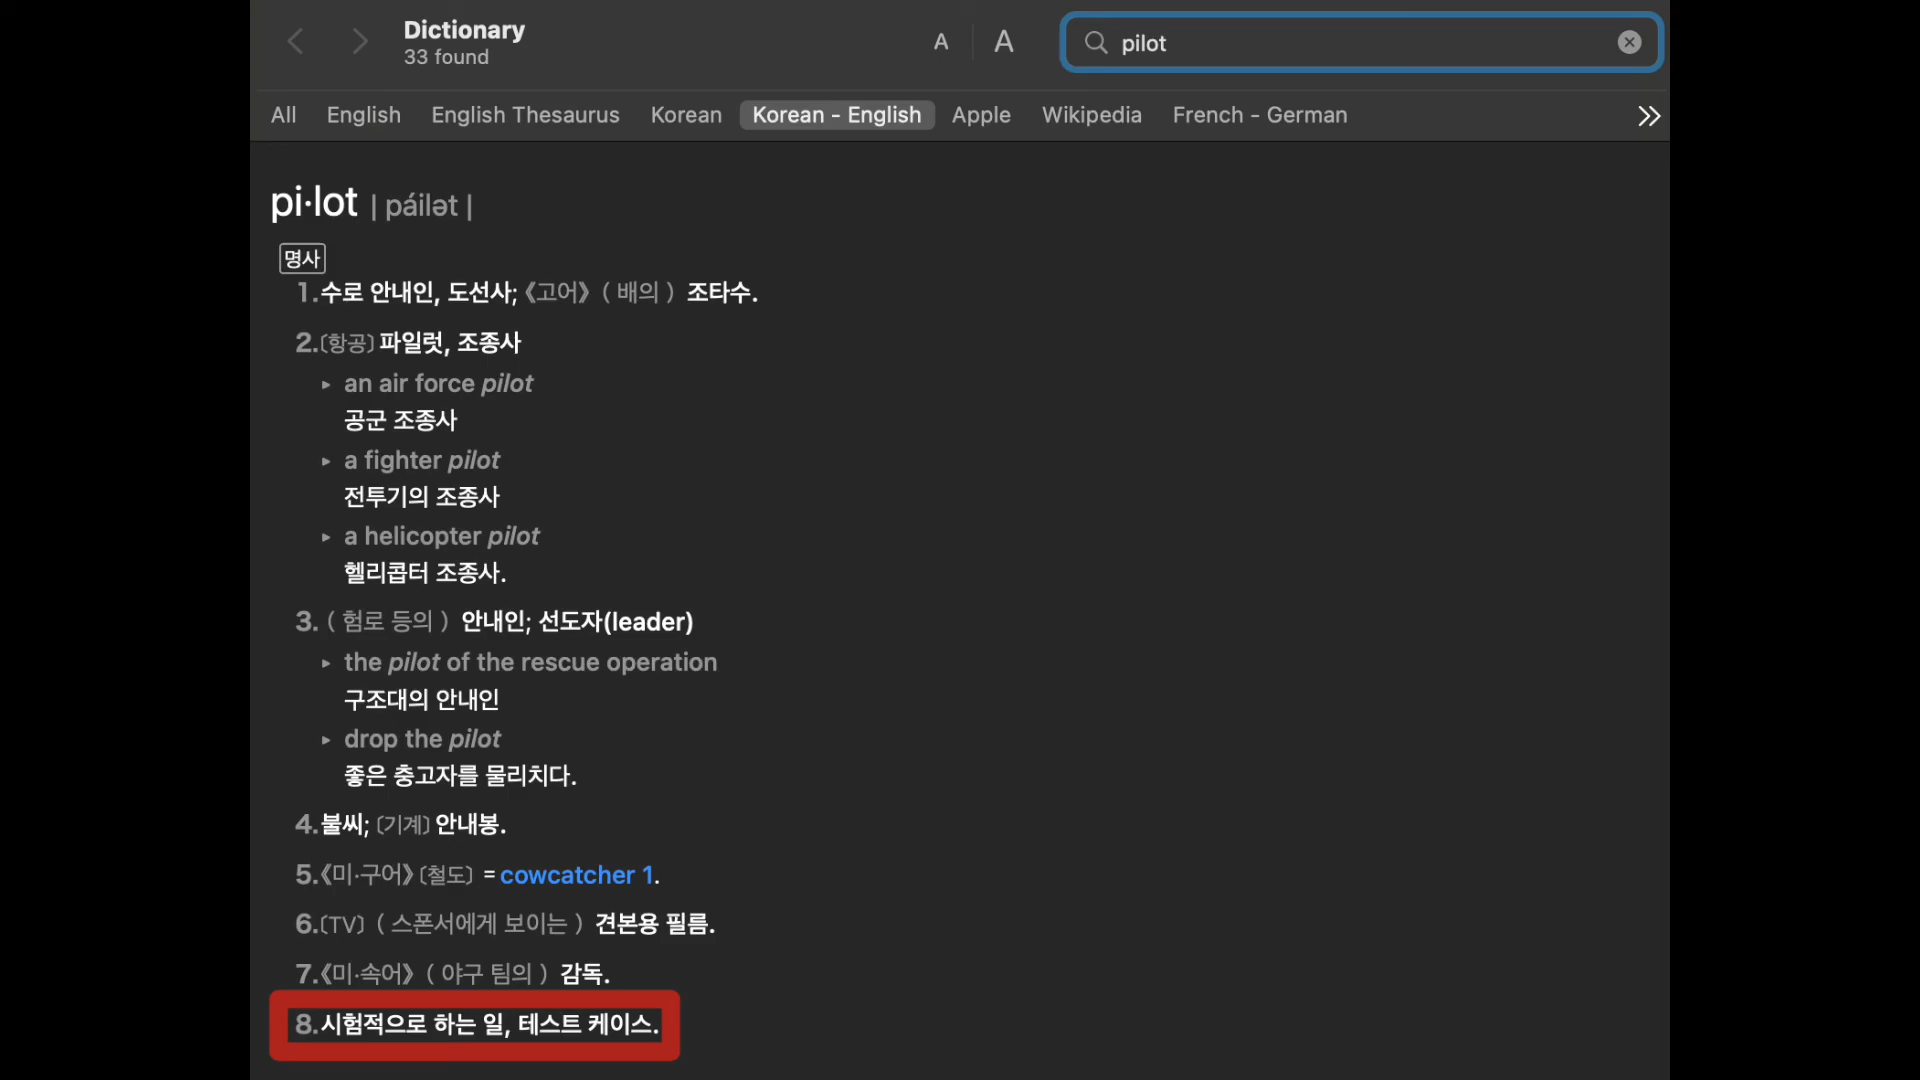 Dictionary
33 found
A A
pilot
All English English Thesaurus Korean Korean - English Apple Wikipedia French - German
pi·lot | páilət |
명사
1.수로 안내인, 도선사;《고어》( 배의 ) 조타수.
2.〔항공〕파일럿, 조종사
▸ an air force pilot
공군 조종사
▸ a fighter pilot
전투기의 조종사
▸ a helicopter pilot
헬리콥터 조종사.
3. ( 험로 등의 ) 안내인; 선도자(leader)
▸ the pilot of the rescue operation
구조대의 안내인
▸ drop the pilot
좋은 충고자를 물리치다.
4.불씨;〔기계〕안내봉.
5.《미·구어》〔철도〕 = cowcatcher 1.
6.〔TV〕( 스폰서에게 보이는 ) 견본용 필름.
7.《미·속어》( 야구 팀의 ) 감독.
8.시험적으로 하는 일, 테스트 케이스.